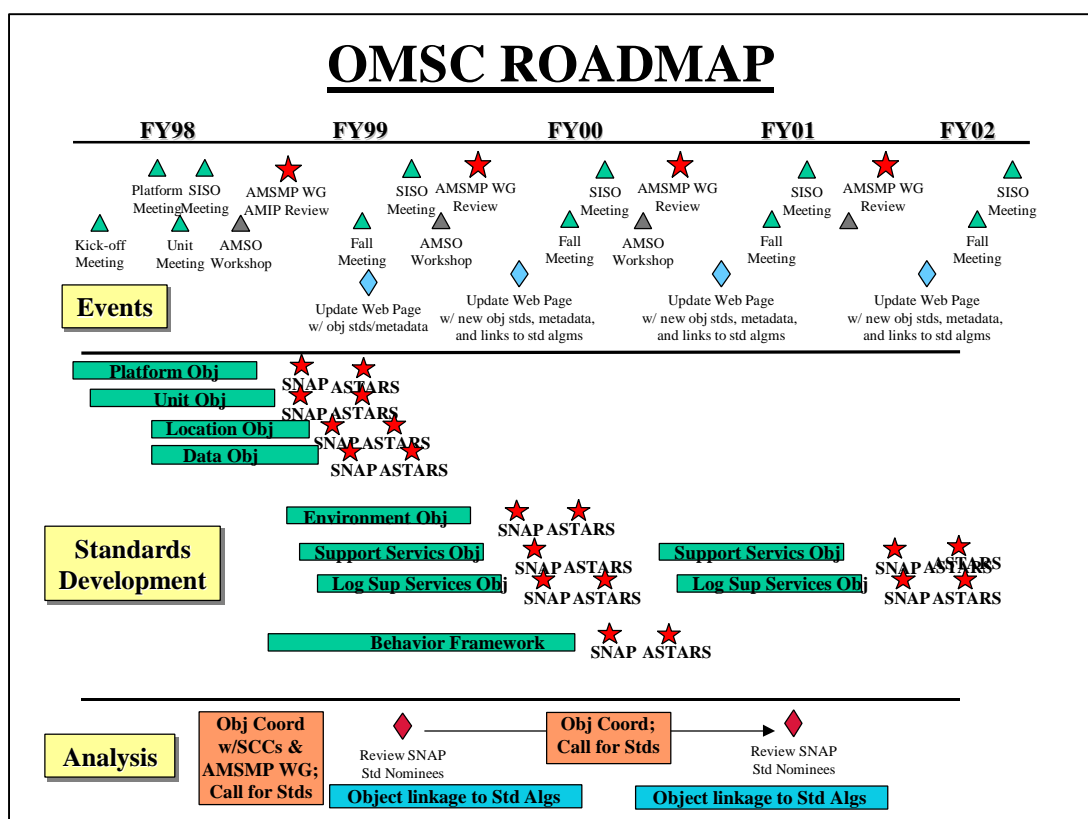 OMSC ROADMAP
FY98 FY99 FY00 FY01 FY02
Platform
Meeting
SISO
Meeting
AMSMP WG
AMIP Review
SISO
Meeting
AMSMP WG
Review
SISO
Meeting
AMSMP WG
Review
SISO
Meeting
AMSMP WG
Review
SISO
Meeting
Kick-off
Meeting
Unit
Meeting
AMSO
Workshop
Fall
Meeting
AMSO
Workshop
Fall
Meeting
AMSO
Workshop
Fall
Meeting
Fall
Meeting
Events
Update Web Page
w/ obj stds/metadata
Update Web Page
w/ new obj stds, metadata,
and links to std algms
Update Web Page
w/ new obj stds, metadata,
and links to std algms
Update Web Page
w/ new obj stds, metadata,
and links to std algms
Platform Obj
SNAP ASTARS
Unit Obj
SNAP ASTARS
Location Obj
SNAP ASTARS
Data Obj
SNAP ASTARS
Standards
Development
Environment Obj
SNAP ASTARS
Support Servics Obj
SNAP ASTARS
Support Servics Obj
SNAP ASTARS
ASTARS
Log Sup Services Obj
SNAP ASTARS
Log Sup Services Obj
SNAP ASTARS
Behavior Framework
SNAP ASTARS
Analysis
Obj Coord
w/SCCs &
AMSMP WG;
Call for Stds
Review SNAP
Std Nominees
Obj Coord;
Call for Stds
Review SNAP
Std Nominees
Object linkage to Std Algs
Object linkage to Std Algs